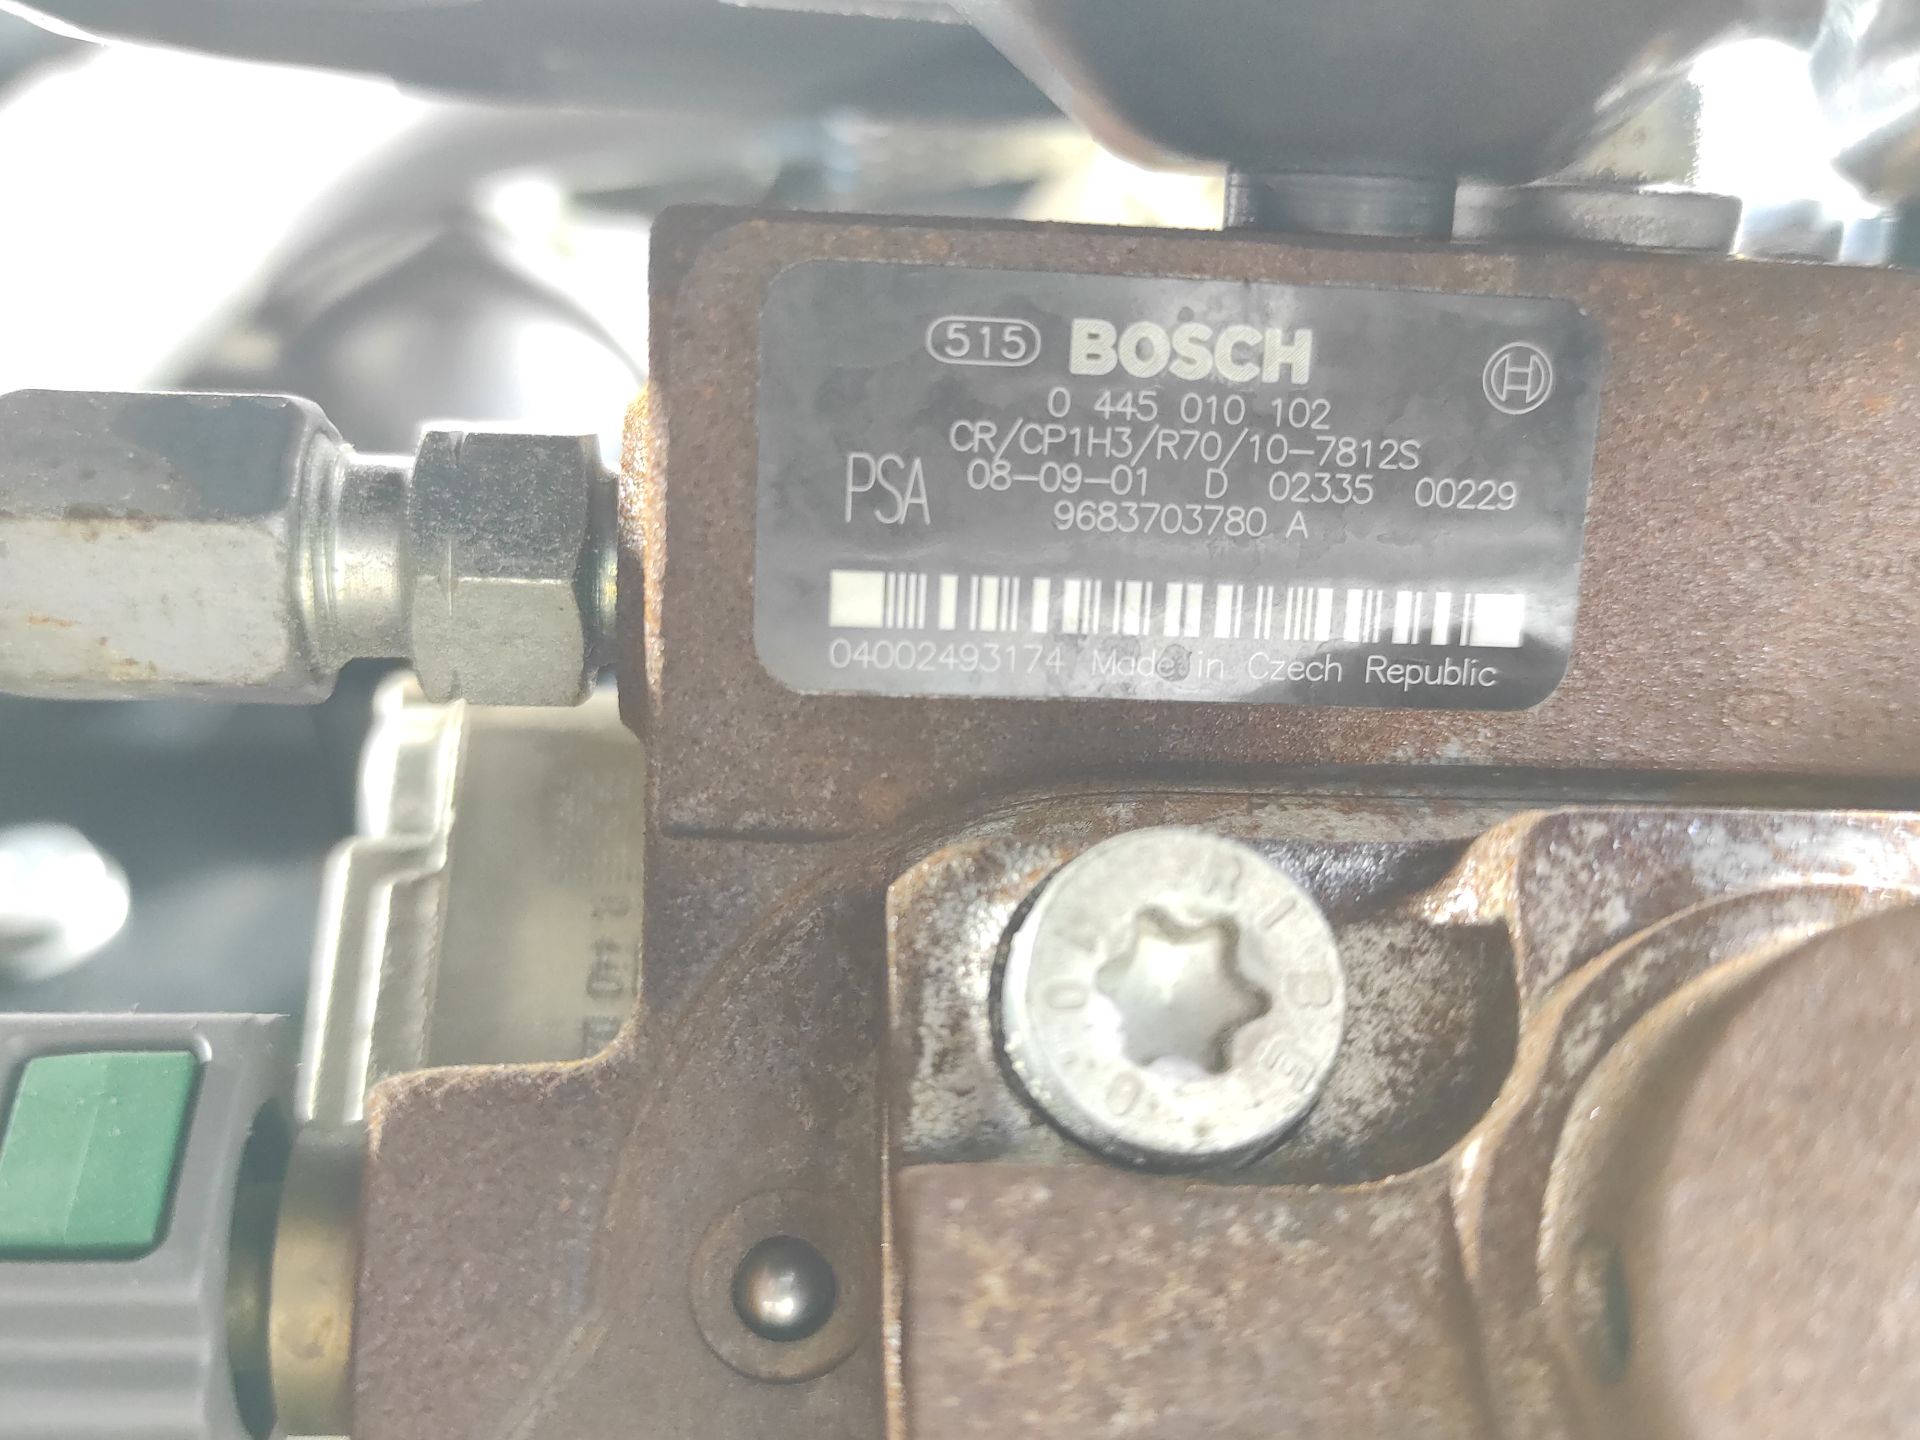 515 BOSCH
0 445 010 102
CR/CP1H3/R70/10-7812S
PSA 08-09-01 D 02335 00229
9683703780 A
04002493174 Made in Czech Republic
RIBE